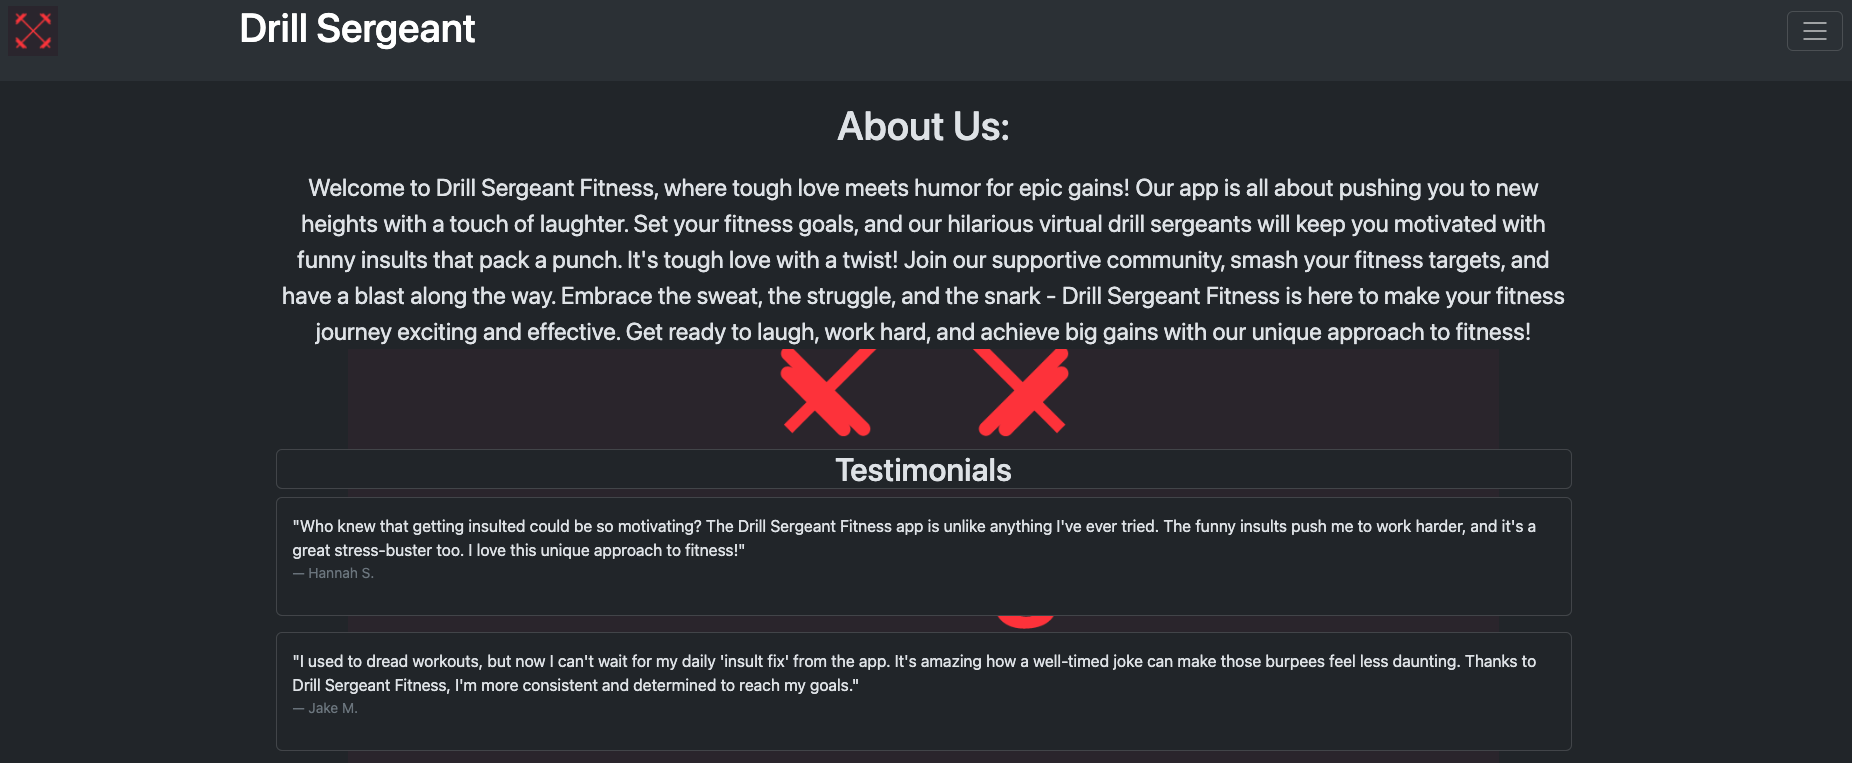 Drill Sergeant
About Us:
Welcome to Drill Sergeant Fitness, where tough love meets humor for epic gains! Our app is all about pushing you to new
heights with a touch of laughter. Set your fitness goals, and our hilarious virtual drill sergeants will keep you motivated with
funny insults that pack a punch. It's tough love with a twist! Join our supportive community, smash your fitness targets, and
have a blast along the way. Embrace the sweat, the struggle, and the snark - Drill Sergeant Fitness is here to make your fitness
journey exciting and effective. Get ready to laugh, work hard, and achieve big gains with our unique approach to fitness!
Testimonials
"Who knew that getting insulted could be so motivating? The Drill Sergeant Fitness app is unlike anything I've ever tried. The funny insults push me to work harder, and it's a
great stress-buster too. I love this unique approach to fitness!"
— Hannah S.
"I used to dread workouts, but now I can't wait for my daily 'insult fix' from the app. It's amazing how a well-timed joke can make those burpees feel less daunting. Thanks to
Drill Sergeant Fitness, I'm more consistent and determined to reach my goals."
— Jake M.